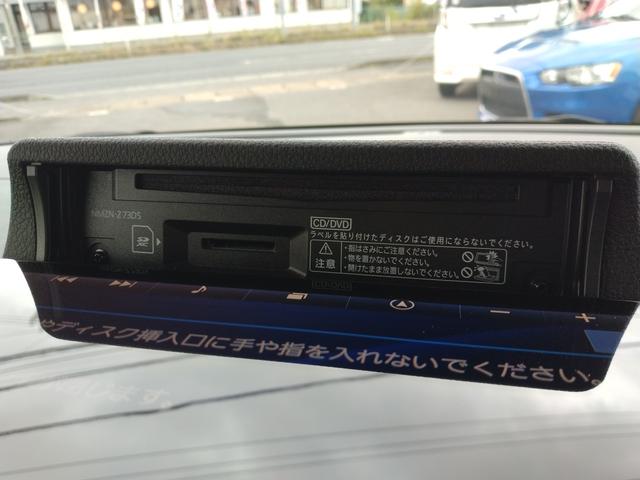 NMZN-Z73DS
SD
CD/DVD
ラベルを貼り付けたディスクはご使用にならないでください。
注意
・指はさみにご注意ください。
・物を置かないでください。
・開けたまま放置しないでください。
やディスク挿入口に手や指を入れないでください。